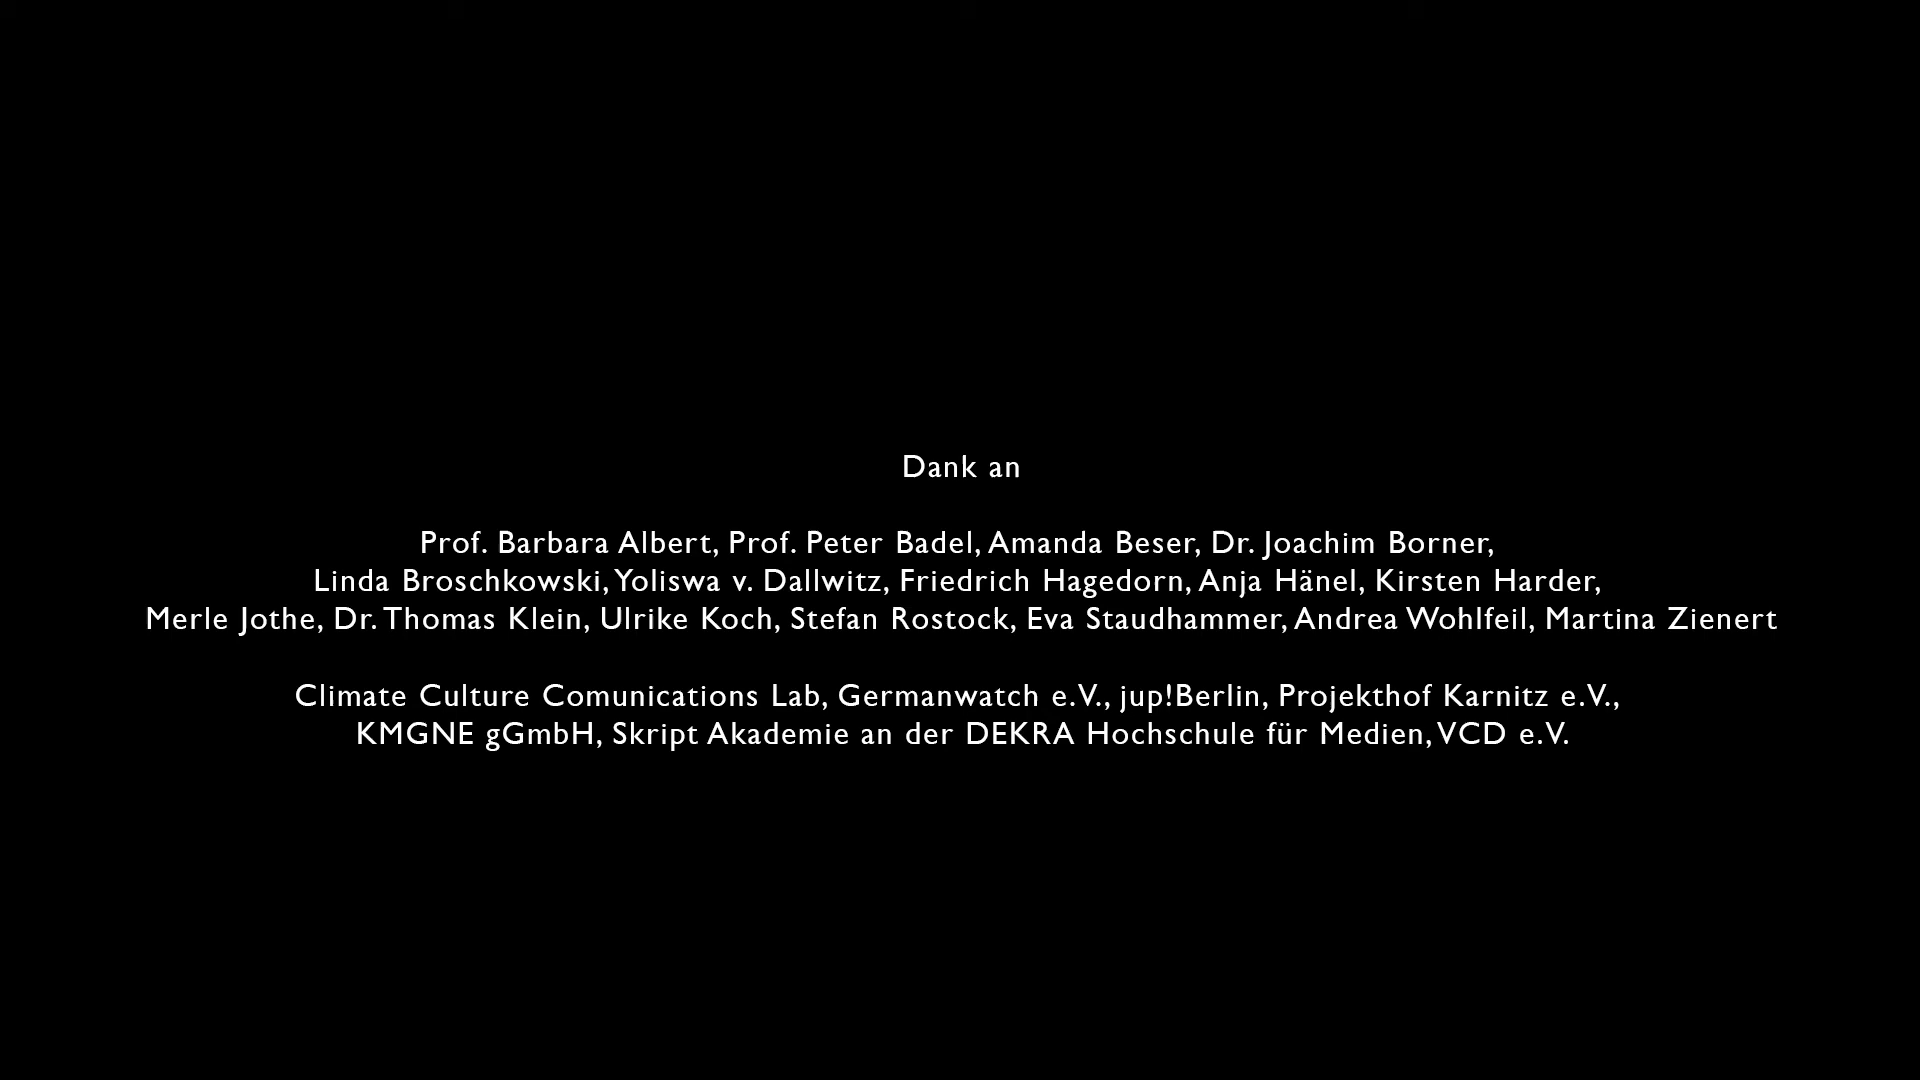 Dank an
Prof. Barbara Albert, Prof. Peter Badel, Amanda Beser, Dr. Joachim Borner,
Linda Broschkowski, Yoliswa v. Dallwitz, Friedrich Hagedorn, Anja Hänel, Kirsten Harder,
Merle Jothe, Dr. Thomas Klein, Ulrike Koch, Stefan Rostock, Eva Staudhammer, Andrea Wohlfeil, Martina Zienert
Climate Culture Comunications Lab, Germanwatch e.V., jup!Berlin, Projekthof Karnitz e.V.,
KMGNE gGmbH, Skript Akademie an der DEKRA Hochschule für Medien, VCD e.V.